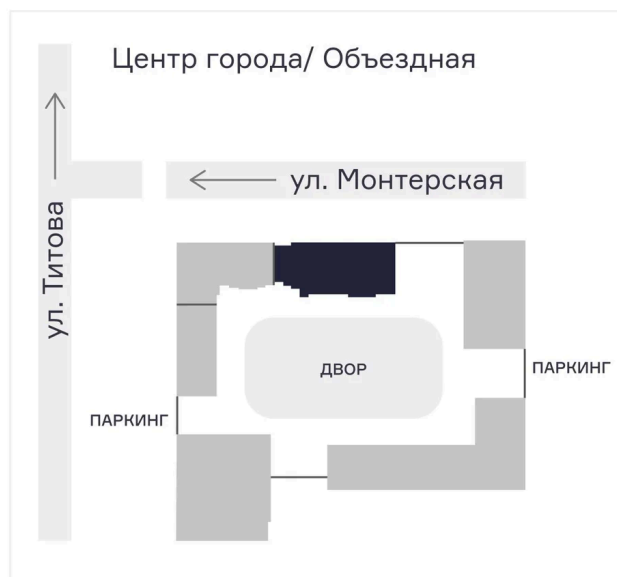 Центр города/ Объездная
ул. Монтерская
ул. Титова
ДВОР
ПАРКИНГ
ПАРКИНГ